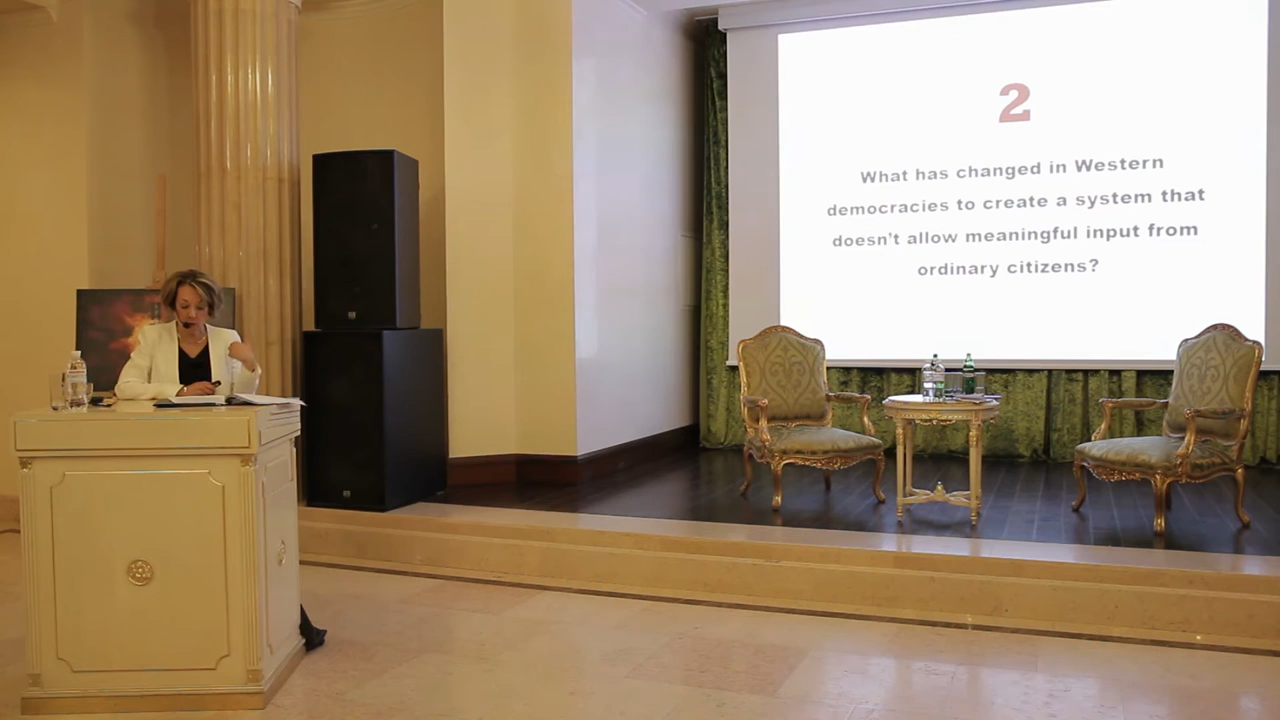 2
What has changed in Western
democracies to create a system that
doesn't allow meaningful input from
ordinary citizens?